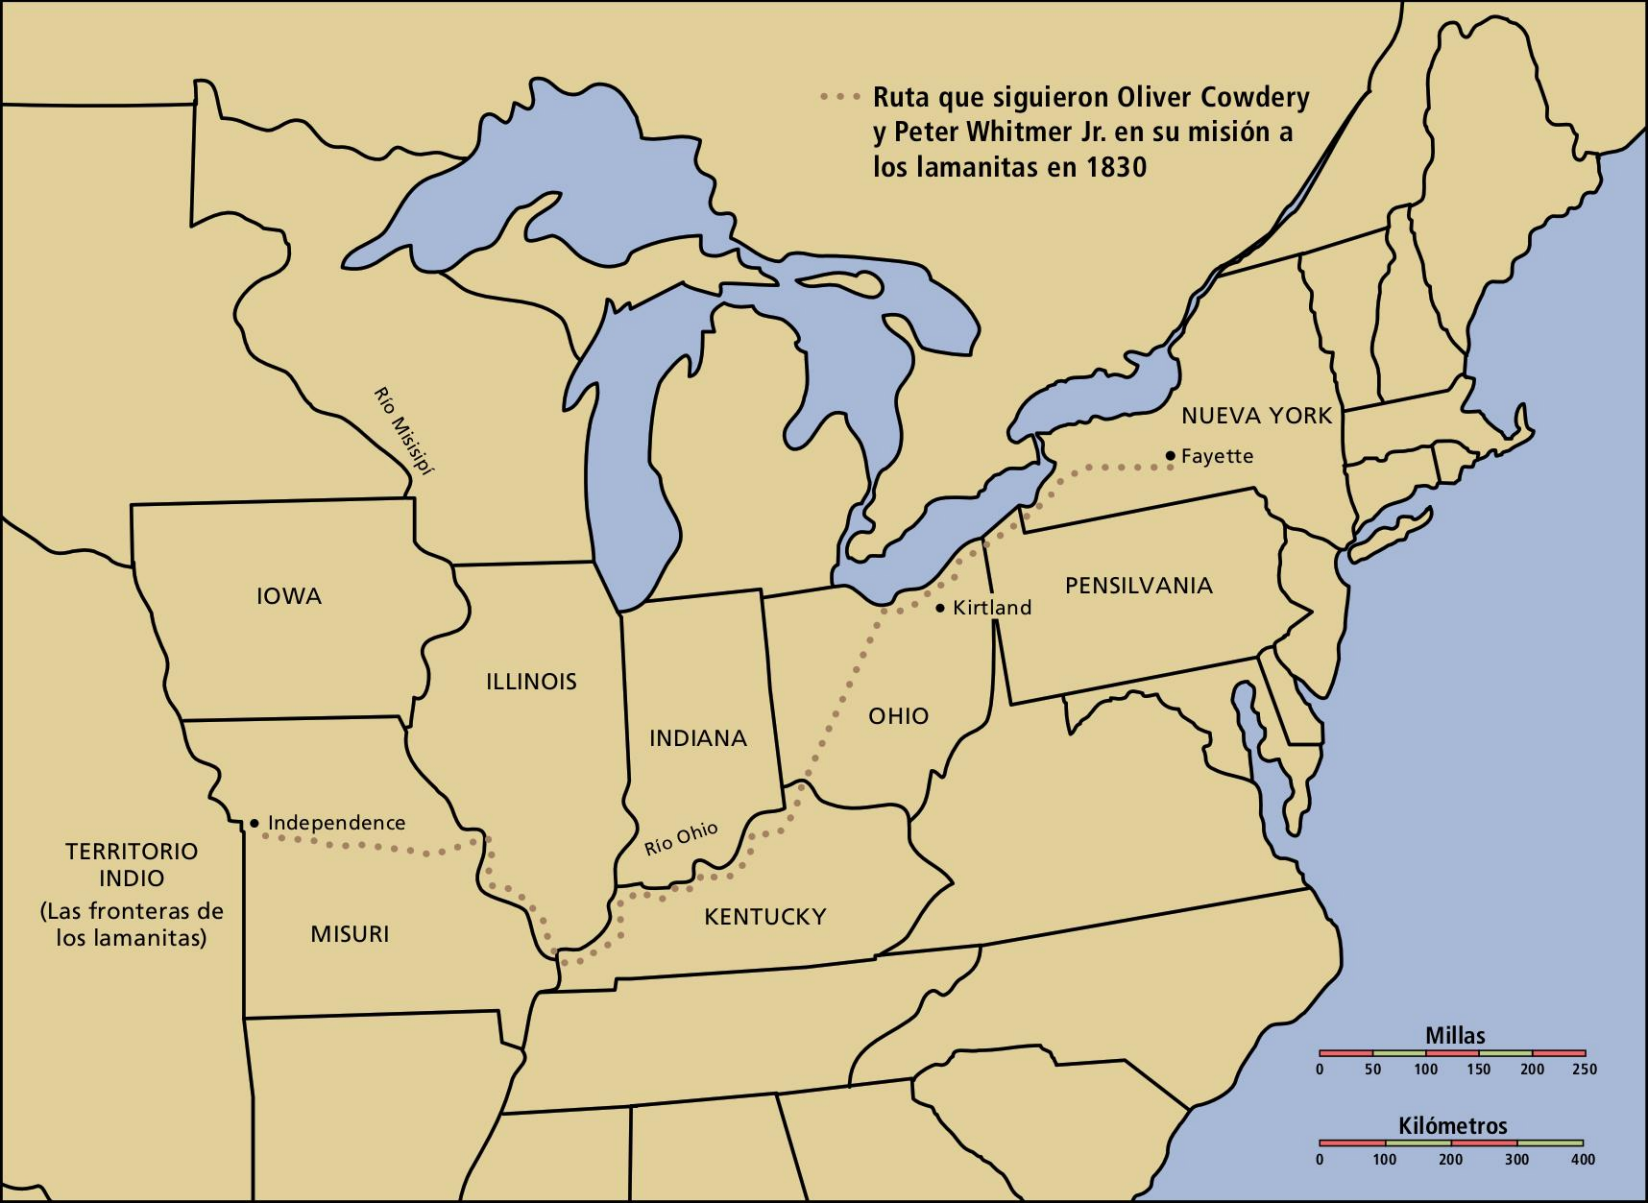 Ruta que siguieron Oliver Cowdery
y Peter Whitmer Jr. en su misión a
los lamanitas en 1830
Río Misisipí
NUEVA YORK
Fayette
IOWA
PENSILVANIA
Kirtland
ILLINOIS
OHIO
INDIANA
Independence
Río Ohio
TERRITORIO
INDIO
(Las fronteras de
los lamanitas)
MISURI
KENTUCKY
Millas
0 50 100 150 200 250
Kilómetros
0 100 200 300 400